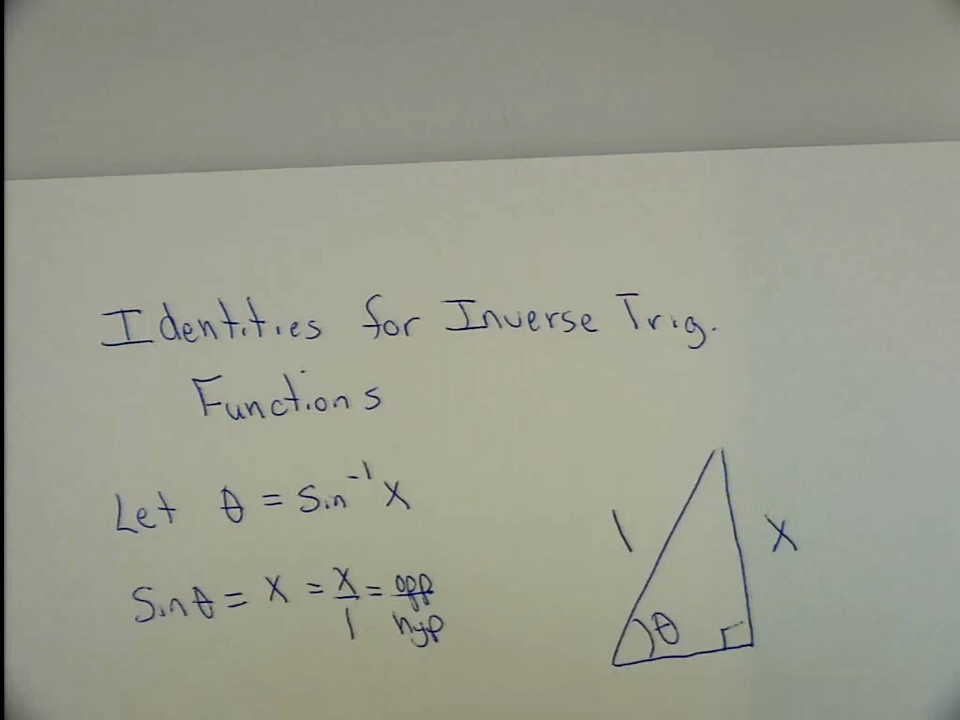 Identities for Inverse Trig.
Functions
Let θ = Sin⁻¹ x
Sin θ = x = x/1 = opp/hyp
1
x
θ